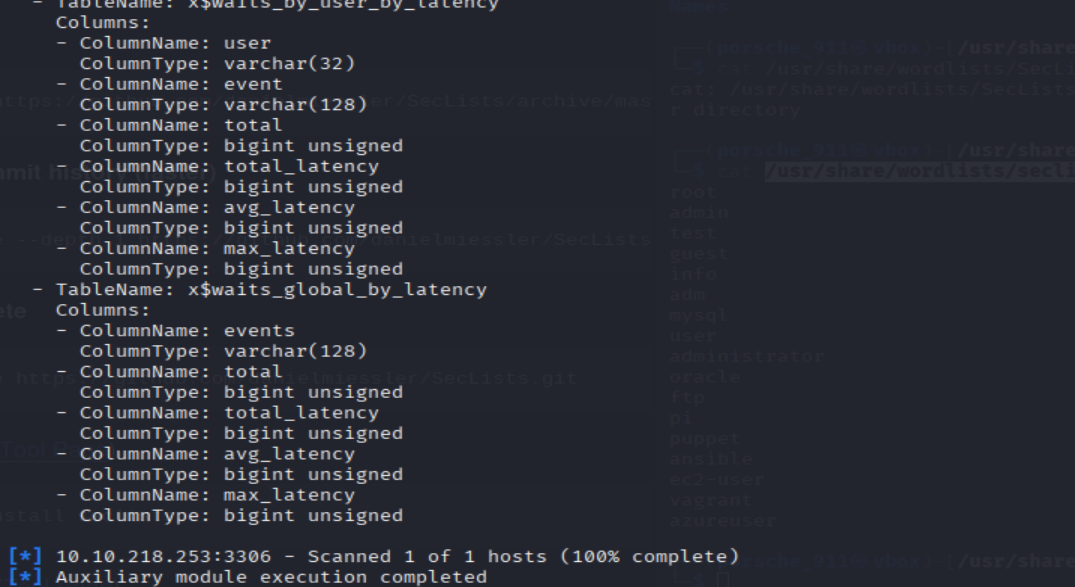 - TableName: x$waits_by_user_by_latency
Columns:
- ColumnName: user
ColumnType: varchar(32)
- ColumnName: event
ColumnType: varchar(128)
- ColumnName: total
ColumnType: bigint unsigned
- ColumnName: total_latency
ColumnType: bigint unsigned
- ColumnName: avg_latency
ColumnType: bigint unsigned
- ColumnName: max_latency
ColumnType: bigint unsigned
- TableName: x$waits_global_by_latency
Columns:
- ColumnName: events
ColumnType: varchar(128)
- ColumnName: total
ColumnType: bigint unsigned
- ColumnName: total_latency
ColumnType: bigint unsigned
- ColumnName: avg_latency
ColumnType: bigint unsigned
- ColumnName: max_latency
ColumnType: bigint unsigned
[*] 10.10.218.253:3306 - Scanned 1 of 1 hosts (100% complete)
[*] Auxiliary module execution completed
/usr/share
cat: /usr/share/wordlists/SecLists
r directory
/usr/share
/usr/share/wordlists/secli
root
admin
test
guest
info
adm
mysql
user
administrator
oracle
ftp
pi
puppet
ansible
ec2-user
vagrant
azureuser
/usr/share